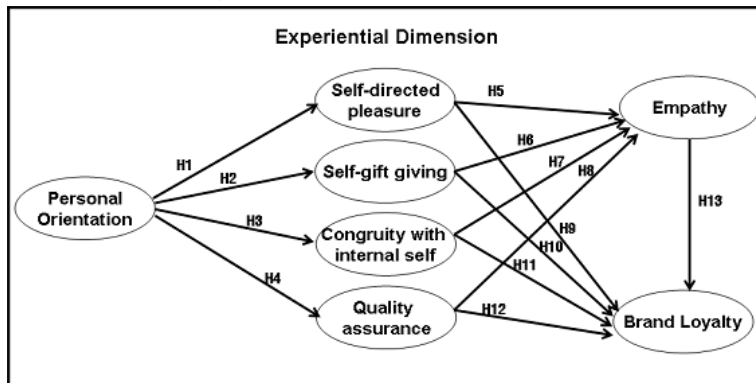 Experiential Dimension
Self-directed
pleasure
H5
Empathy
H1
H6
H7
H8
H2
Self-gift giving
Personal
Orientation
H13
H3
Congruity with
internal self
H9
H10
H11
H4
Quality
assurance
H12
Brand Loyalty